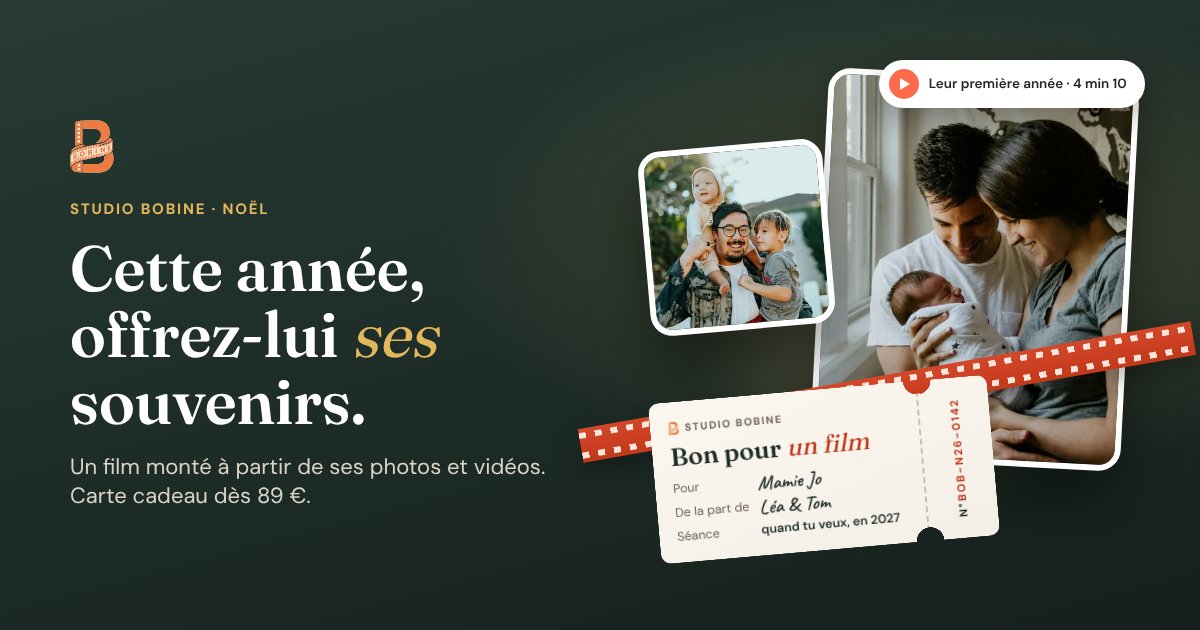 BOBINE
STUDIO BOBINE · NOËL
Cette année,
offrez-lui ses
souvenirs.
Un film monté à partir de ses photos et vidéos.
Carte cadeau dès 89 €.
Leur première année · 4 min 10
STUDIO BOBINE
Bon pour un film
Pour Mamie Jo
De la part de Léa & Tom
Séance quand tu veux, en 2027
N°BOB-N26-0142